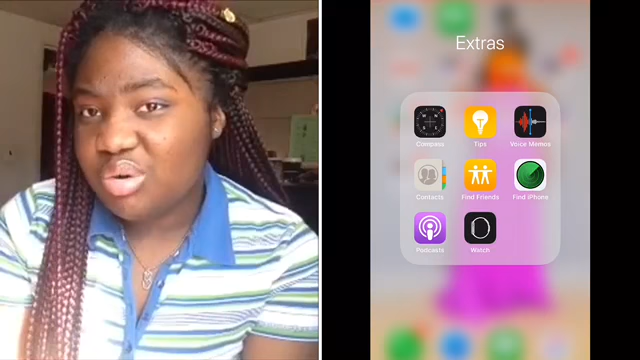 Extras
Compass Tips Voice Memos
Contacts Find Friends Find iPhone
Podcasts Watch